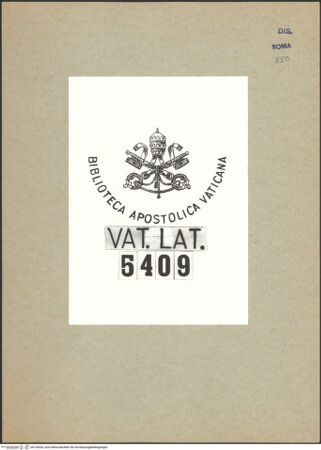 DIS.
ROMA
550
BIBLIOTECA APOSTOLICA VATICANA
VAT. LAT.
5409